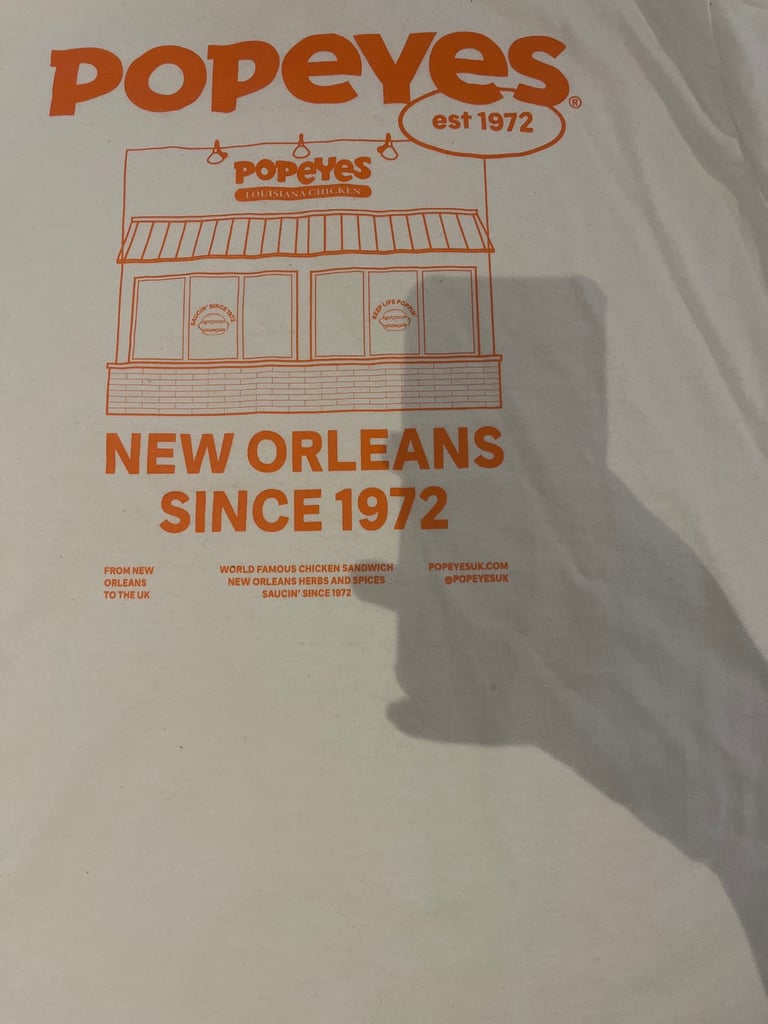 POPEYES®
est 1972
POPEYES
LOUISIANA CHICKEN
SAUCIN' SINCE 1972
KEEP LIFE POPPIN'
NEW ORLEANS
SINCE 1972
FROM NEW
ORLEANS
TO THE UK
WORLD FAMOUS CHICKEN SANDWICH
NEW ORLEANS HERBS AND SPICES
SAUCIN' SINCE 1972
POPEYESUK.COM
@POPEYESUK